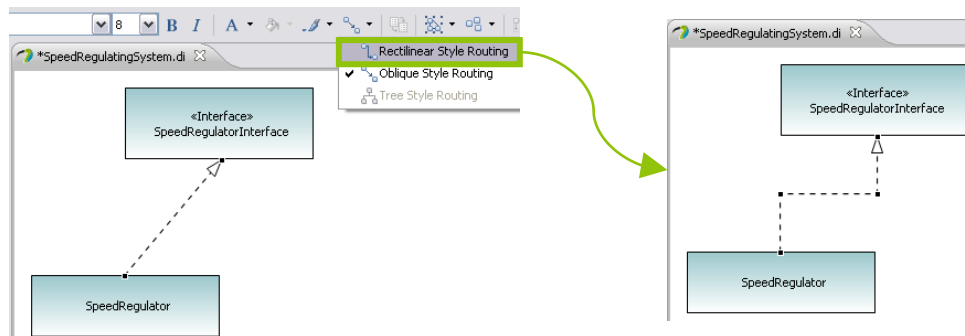 8 B I A
*SpeedRegulatingSystem.di
Rectilinear Style Routing
Oblique Style Routing
Tree Style Routing
«Interface»
SpeedRegulatorInterface
SpeedRegulator
*SpeedRegulatingSystem.di
«Interface»
SpeedRegulatorInterface
SpeedRegulator